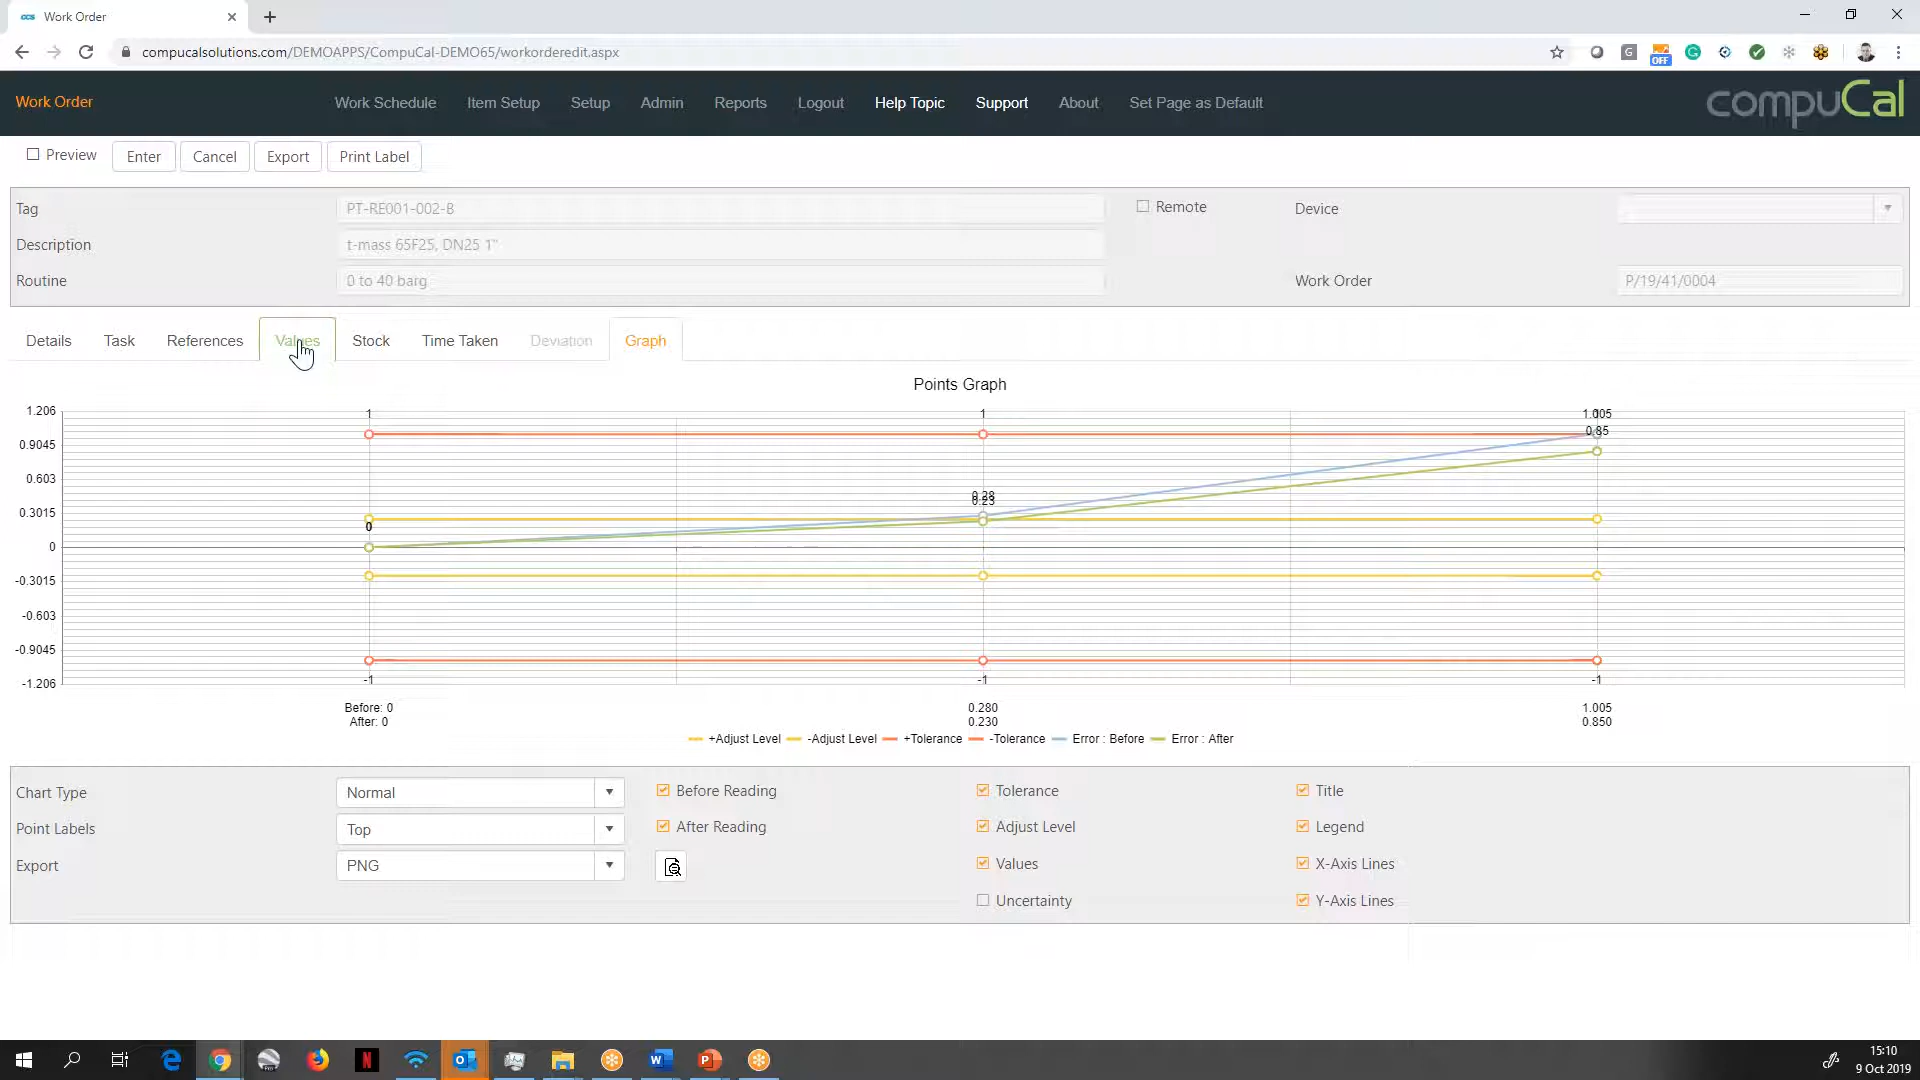 Work Order
compucalsolutions.com/DEMOAPPS/CompuCal-DEMO65/workorderedit.aspx
OFF
Work Order
Work Schedule
Item Setup
Setup
Admin
Reports
Logout
Help Topic
Support
About
Set Page as Default
compuCal
Preview
Enter
Cancel
Export
Print Label
Tag
PT-RE001-002-B
Remote
Device
Description
t-mass 65F25, DN25 1"
Routine
0 to 40 barg
Work Order
P/19/41/0004
Details
Task
References
Values
Stock
Time Taken
Deviation
Graph
Points Graph
1.206
0.9045
0.603
0.3015
0
-0.3015
-0.603
-0.9045
-1.206
1
1
1.005
0.85
0.28
0.23
0
-1
-1
-1
Before: 0
After: 0
0.280
0.230
1.005
0.850
+Adjust Level
-Adjust Level
+Tolerance
-Tolerance
Error : Before
Error : After
Chart Type
Normal
Before Reading
Tolerance
Title
Point Labels
Top
After Reading
Adjust Level
Legend
Export
PNG
Values
X-Axis Lines
Uncertainty
Y-Axis Lines
15:10
9 Oct 2019